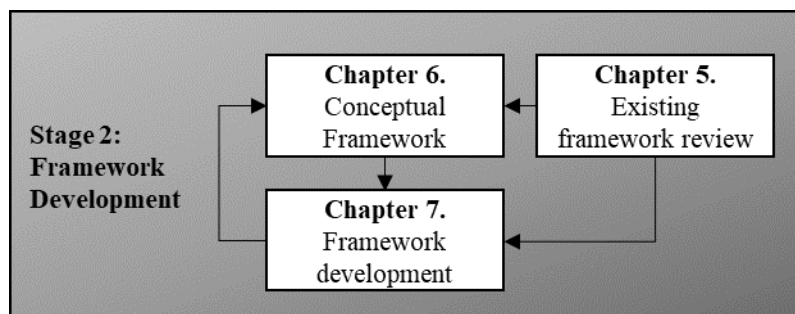 Stage 2:
Framework
Development
Chapter 6.
Conceptual
Framework
Chapter 5.
Existing
framework review
Chapter 7.
Framework
development